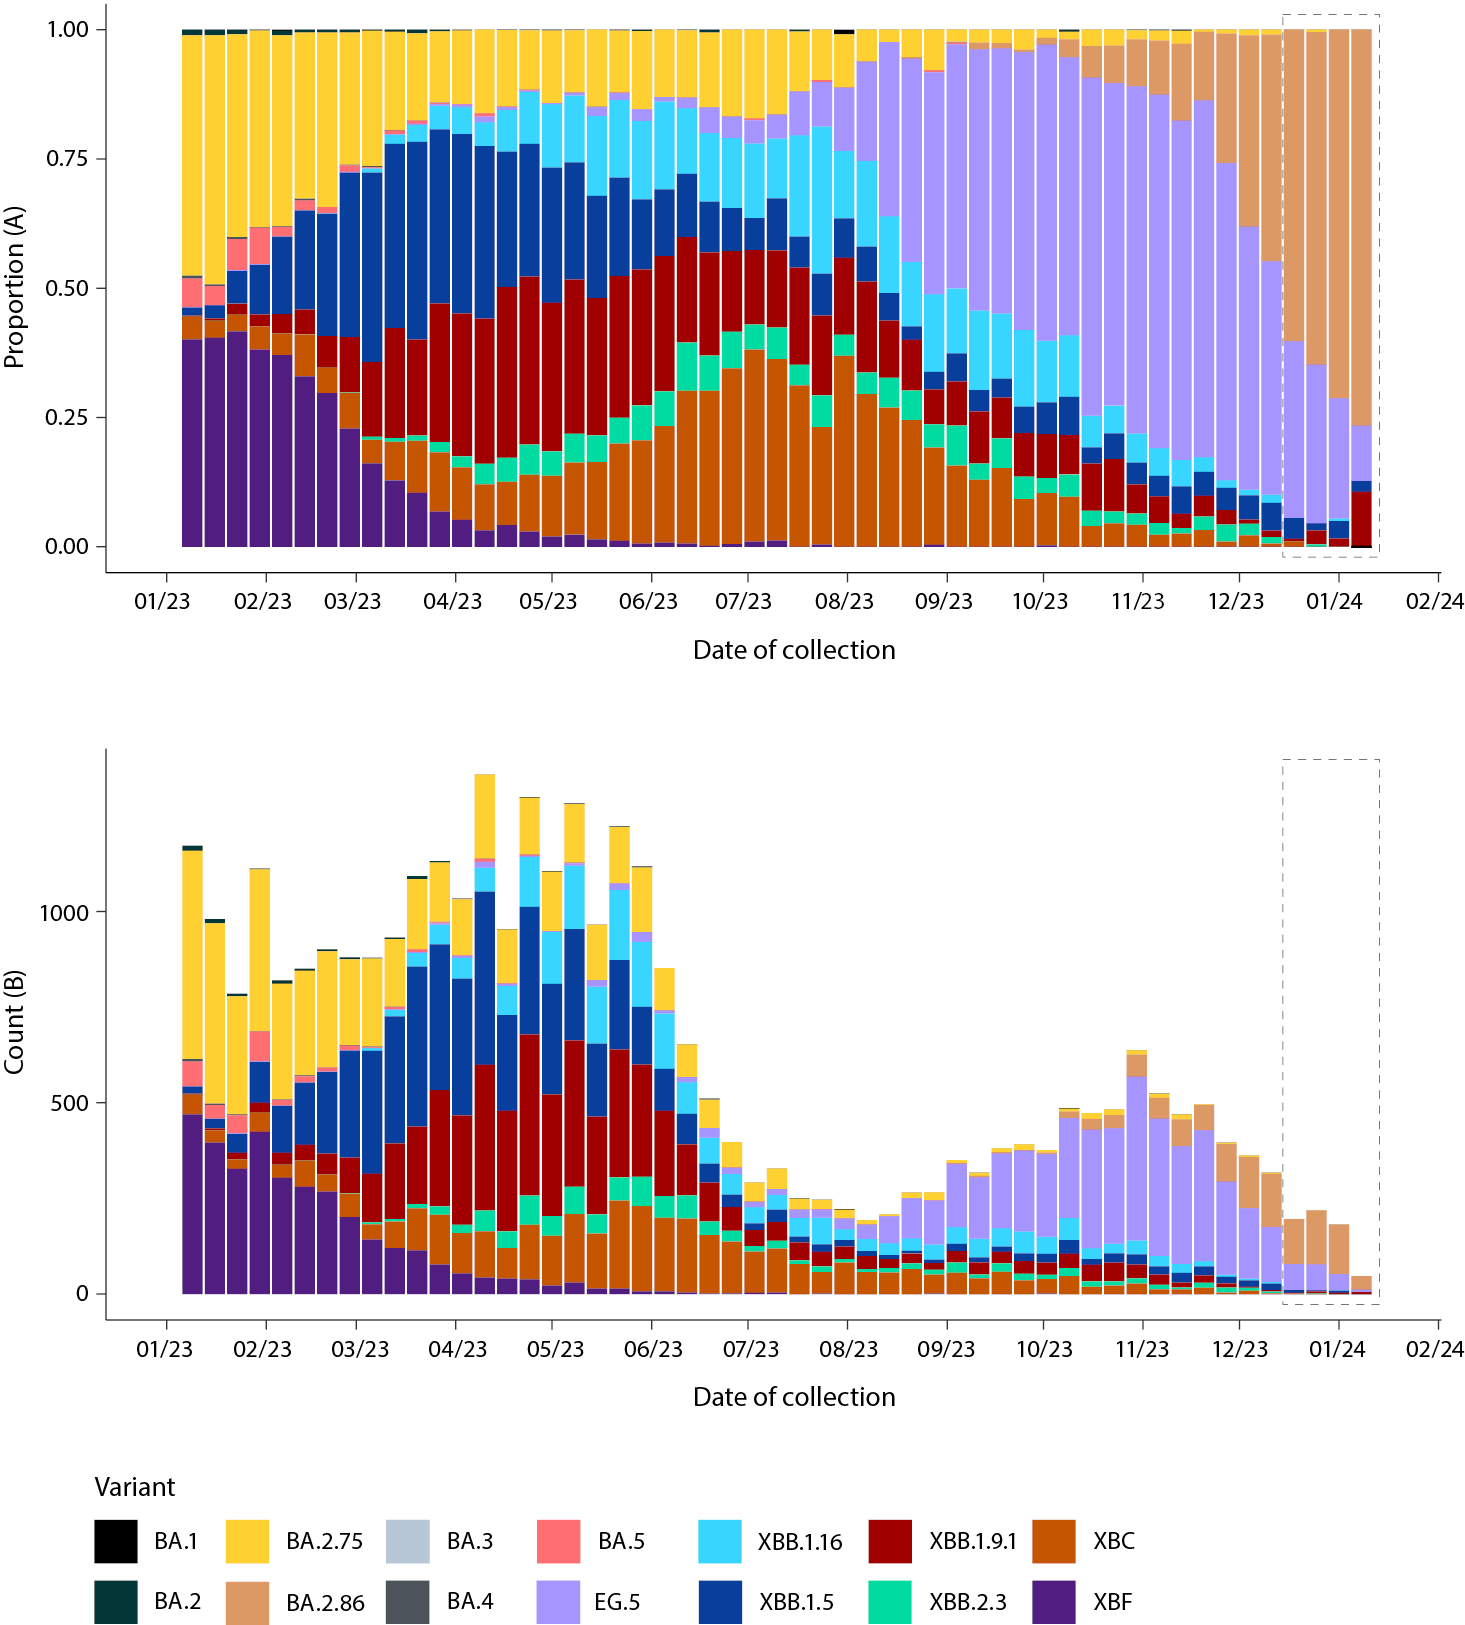 1.00
0.75
0.50
0.25
0.00
Proportion (A)
01/23 02/23 03/23 04/23 05/23 06/23 07/23 08/23 09/23 10/23 11/23 12/23 01/24 02/24
Date of collection
1000
500
0
Count (B)
01/23 02/23 03/23 04/23 05/23 06/23 07/23 08/23 09/23 10/23 11/23 12/23 01/24 02/24
Date of collection
Variant
BA.1 BA.2.75 BA.3 BA.5 XBB.1.16 XBB.1.9.1 XBC
BA.2 BA.2.86 BA.4 EG.5 XBB.1.5 XBB.2.3 XBF